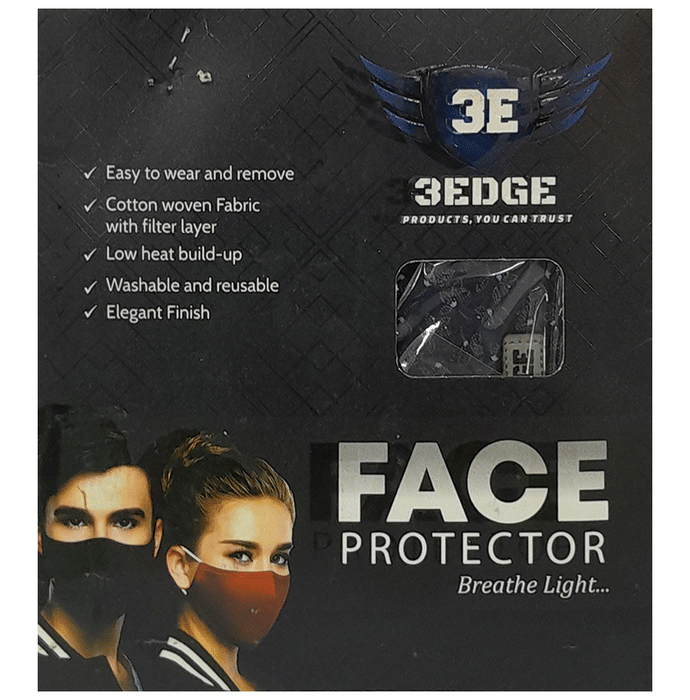 3E
3EDGE
PRODUCTS, YOU CAN TRUST
✓ Easy to wear and remove
✓ Cotton woven Fabric
with filter layer
✓ Low heat build-up
✓ Washable and reusable
✓ Elegant Finish
FACE
PROTECTOR
Breathe Light...